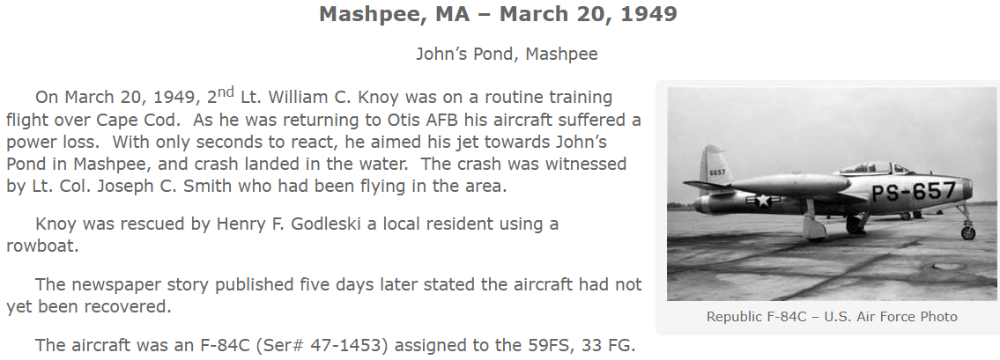 Mashpee, MA – March 20, 1949
John’s Pond, Mashpee
On March 20, 1949, 2nd Lt. William C. Knoy was on a routine training
flight over Cape Cod.  As he was returning to Otis AFB his aircraft suffered a
power loss.  With only seconds to react, he aimed his jet towards John’s
Pond in Mashpee, and crash landed in the water.  The crash was witnessed
by Lt. Col. Joseph C. Smith who had been flying in the area.
Knoy was rescued by Henry F. Godleski a local resident using a
rowboat.
The newspaper story published five days later stated the aircraft had not
yet been recovered.
The aircraft was an F-84C (Ser# 47-1453) assigned to the 59FS, 33 FG.
6657
PS-657
Republic F-84C – U.S. Air Force Photo